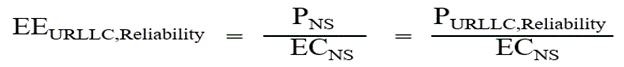 EE_URLLC,Reliability = P_NS / EC_NS = P_URLLC,Reliability / EC_NS